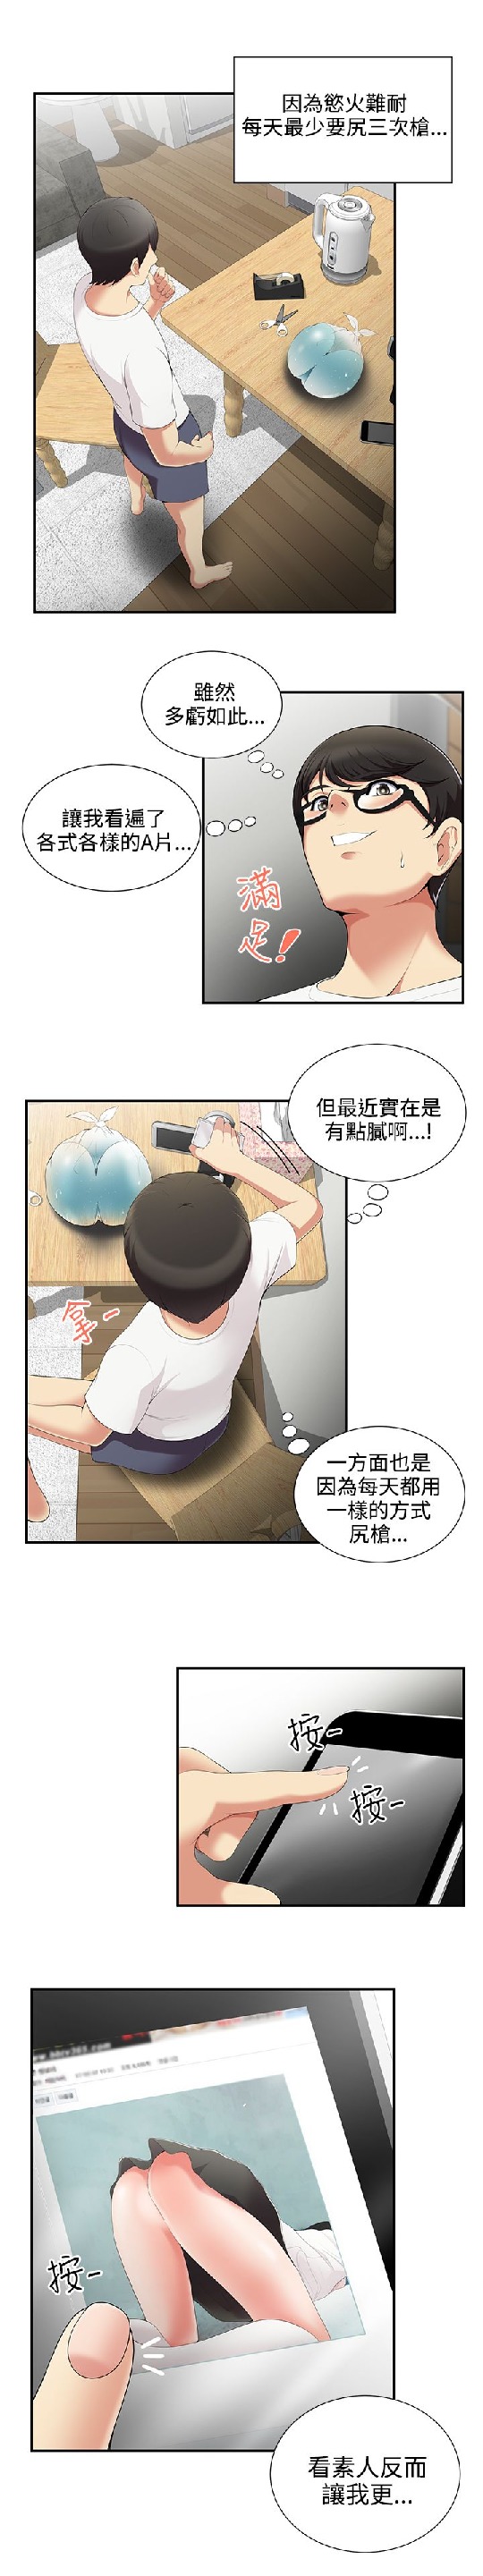 因為慾火難耐
每天最少要尻三次槍...
雖然
多虧如此...
讓我看遍了
各式各樣的A片...
滿
足!
但最近實在是
有點膩啊...!
拿-
一方面也是
因為每天都用
一樣的方式
尻槍...
按-
按-
按-
看素人反而
讓我更...